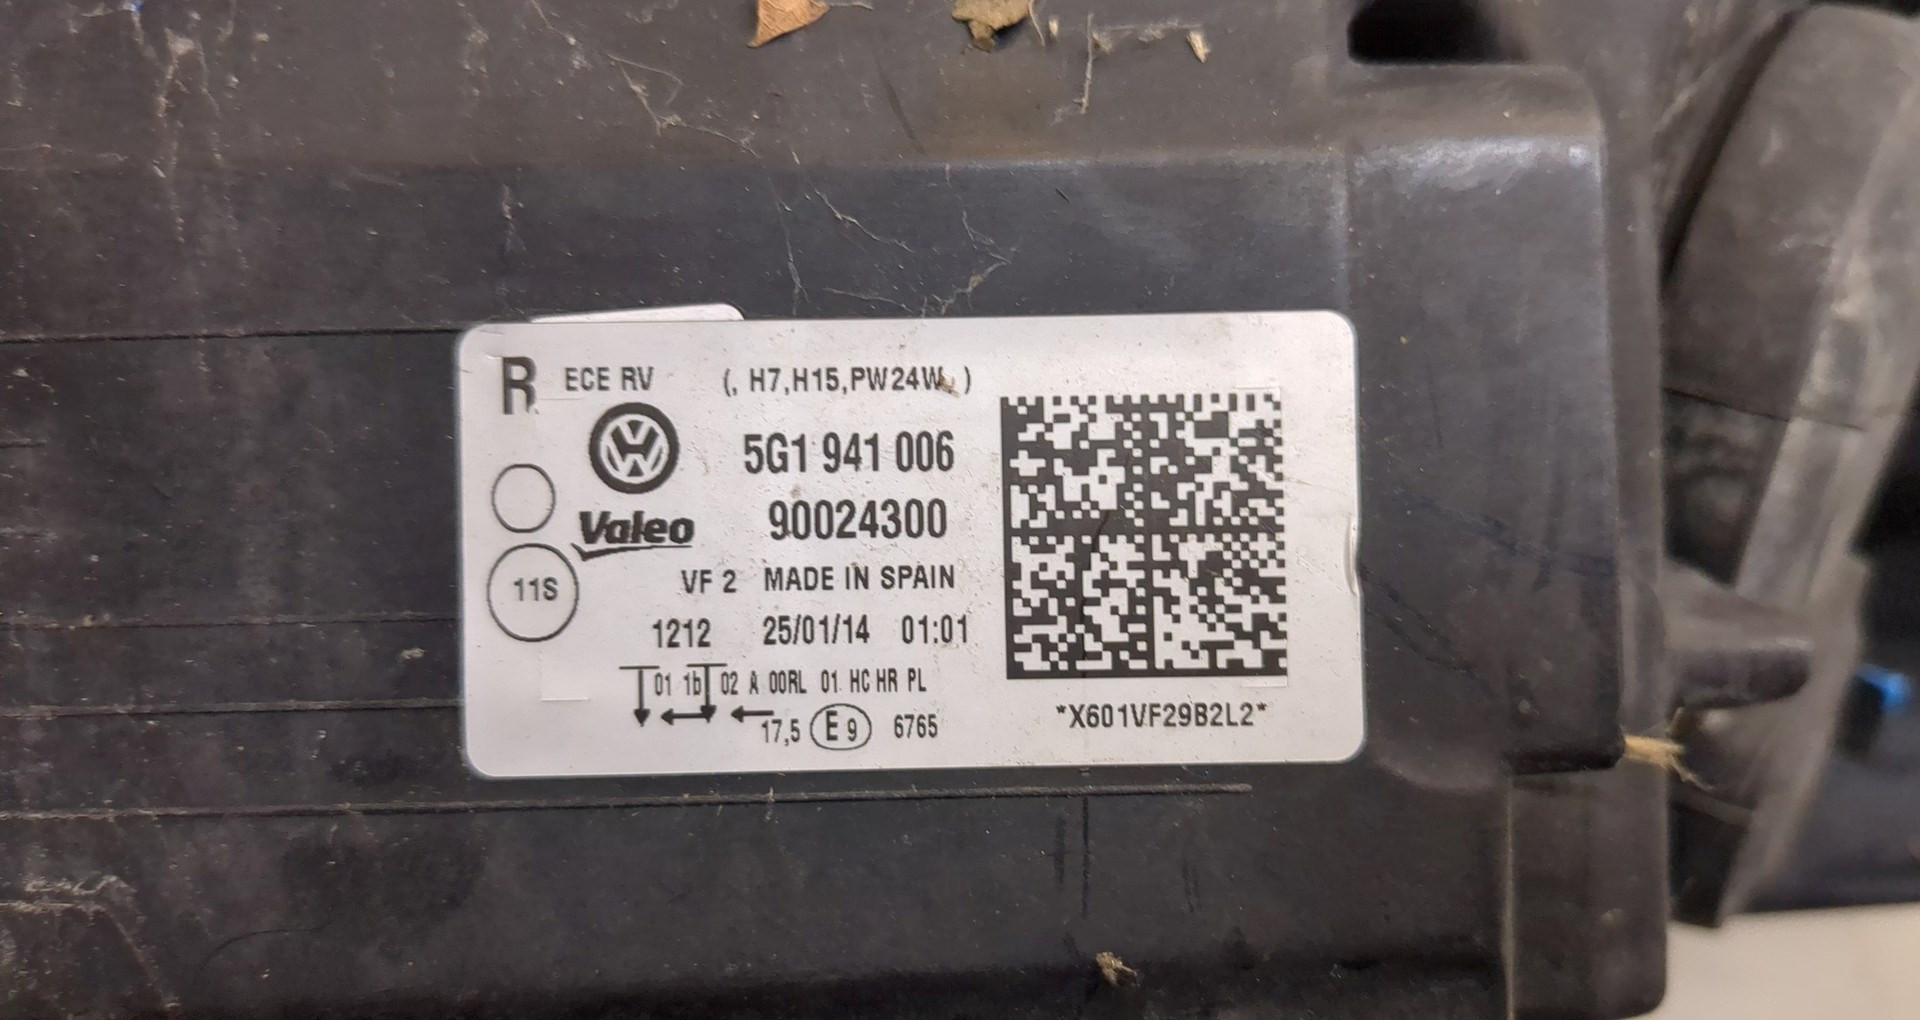 R ECE RV (, H7,H15,PW24W, )
5G1 941 006
Valeo 90024300
11S VF 2 MADE IN SPAIN
1212 25/01/14 01:01
01 1b 02 A 00RL 01 HC HR PL
17,5 E 9 6765
*X601VF29B2L2*